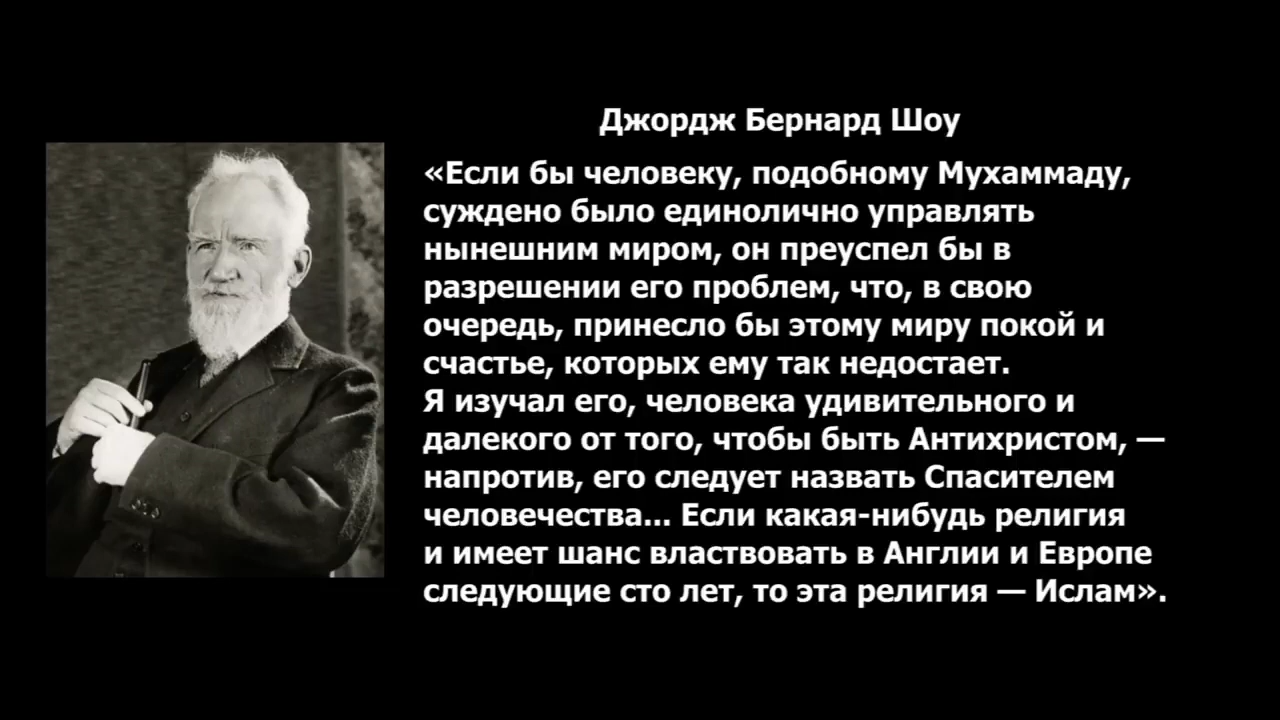 Джордж Бернард Шоу
«Если бы человеку, подобному Мухаммаду,
суждено было единолично управлять
нынешним миром, он преуспел бы в
разрешении его проблем, что, в свою
очередь, принесло бы этому миру покой и
счастье, которых ему так недостает.
Я изучал его, человека удивительного и
далекого от того, чтобы быть Антихристом, —
напротив, его следует назвать Спасителем
человечества... Если какая-нибудь религия
и имеет шанс властвовать в Англии и Европе
следующие сто лет, то эта религия — Ислам».